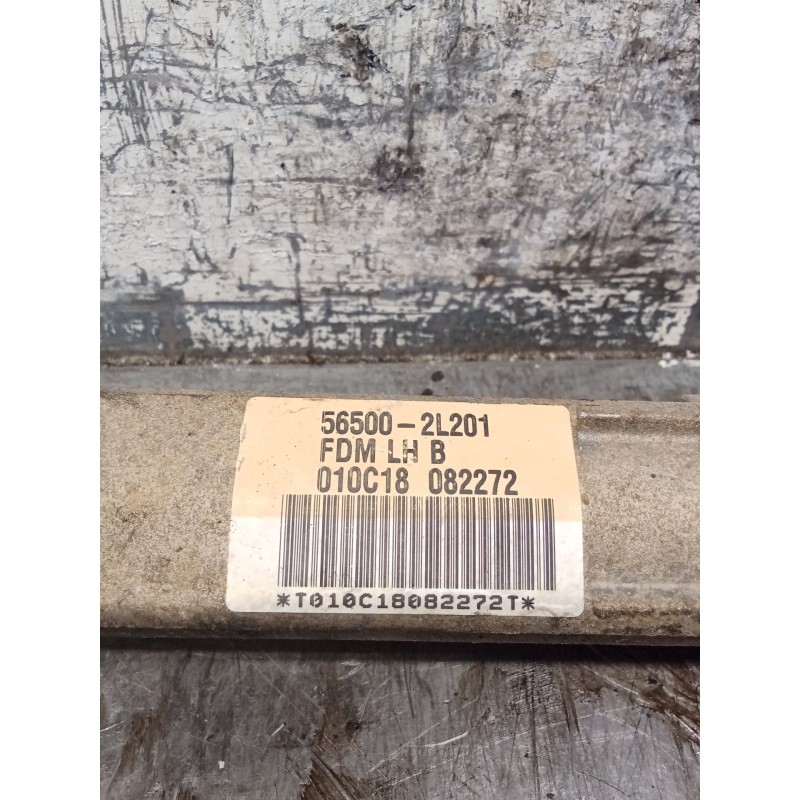 56500-2L201
FDM LH B
010C18 082272
*T010C18082272T*